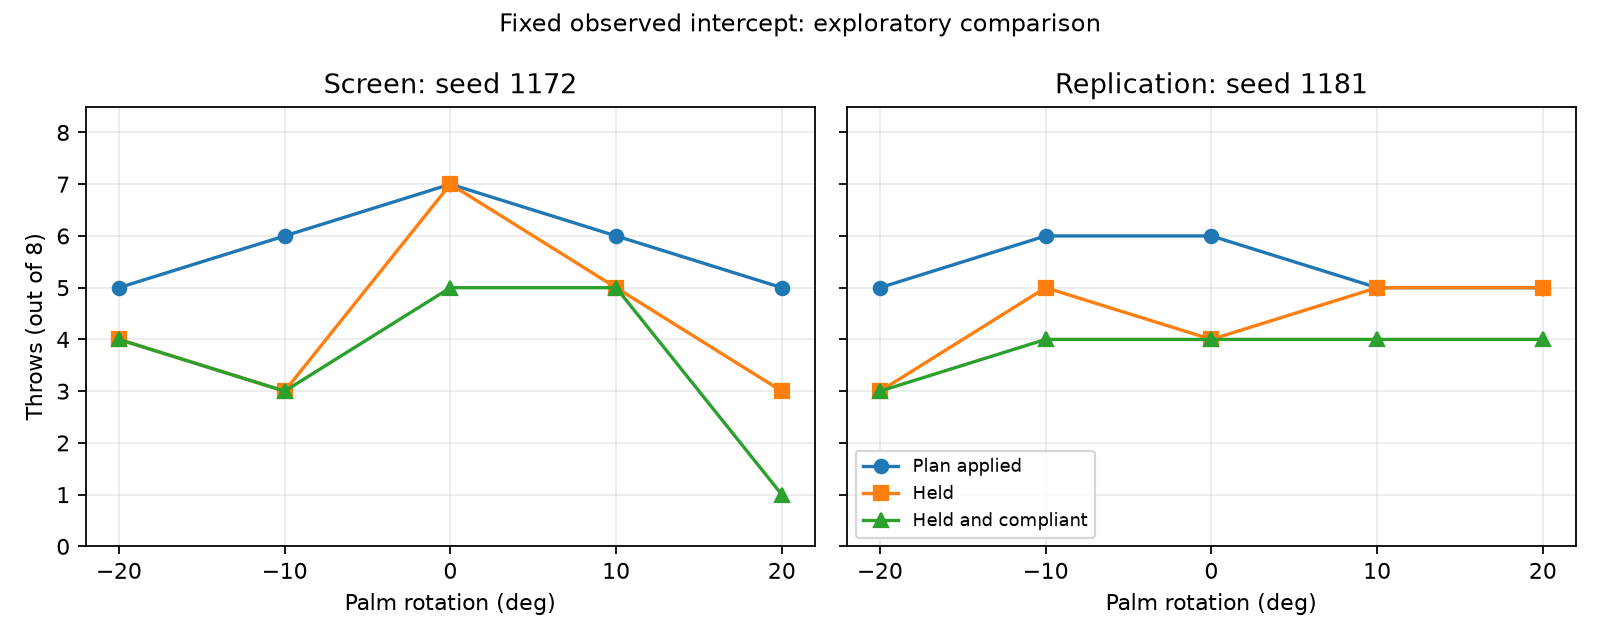 Fixed observed intercept: exploratory comparison
Screen: seed 1172
Replication: seed 1181
Throws (out of 8)
8
7
6
5
4
3
2
1
0
−20
−10
0
10
20
Palm rotation (deg)
Plan applied
Held
Held and compliant
−20
−10
0
10
20
Palm rotation (deg)